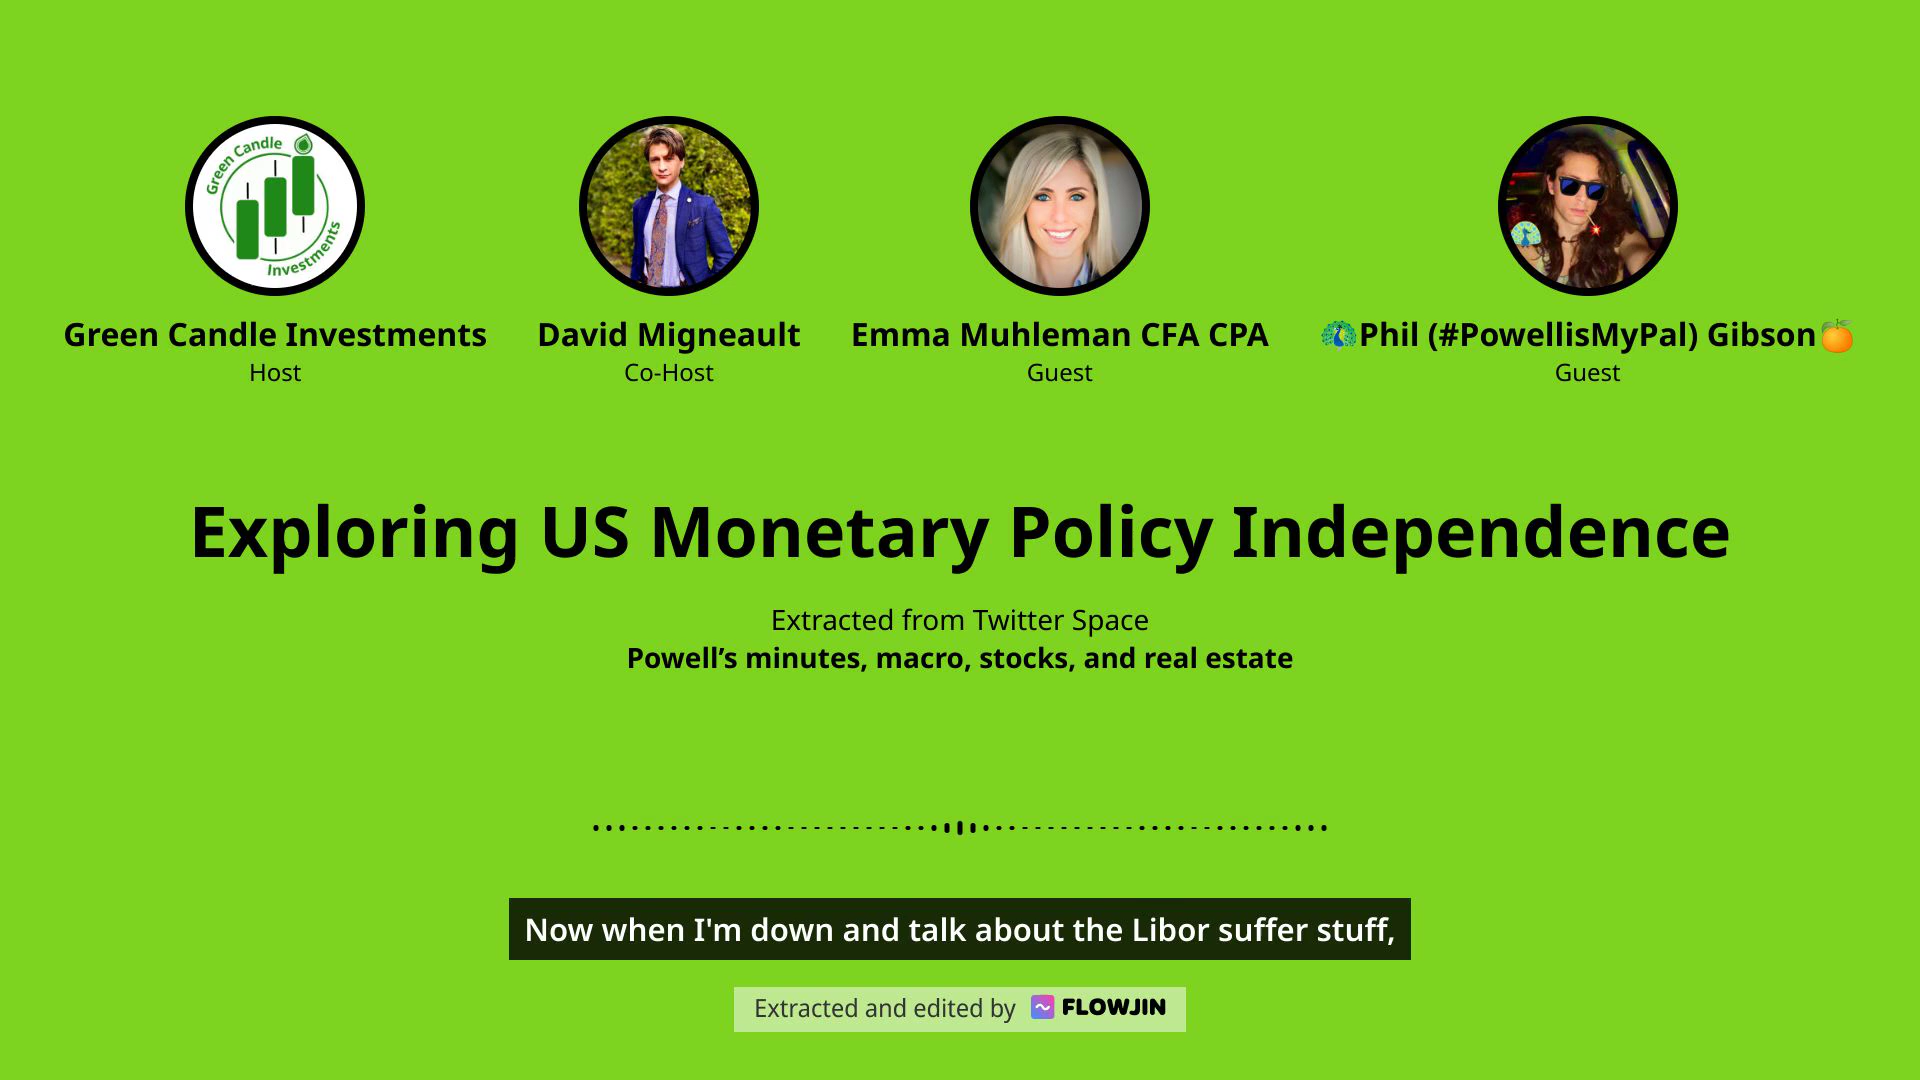 Green Candle
Investments
Green Candle Investments
Host
David Migneault
Co-Host
Emma Muhleman CFA CPA
Guest
🦚Phil (#PowellisMyPal) Gibson🍊
Guest
Exploring US Monetary Policy Independence
Extracted from Twitter Space
Powell’s minutes, macro, stocks, and real estate
Now when I'm down and talk about the Libor suffer stuff,
Extracted and edited by FLOWJIN